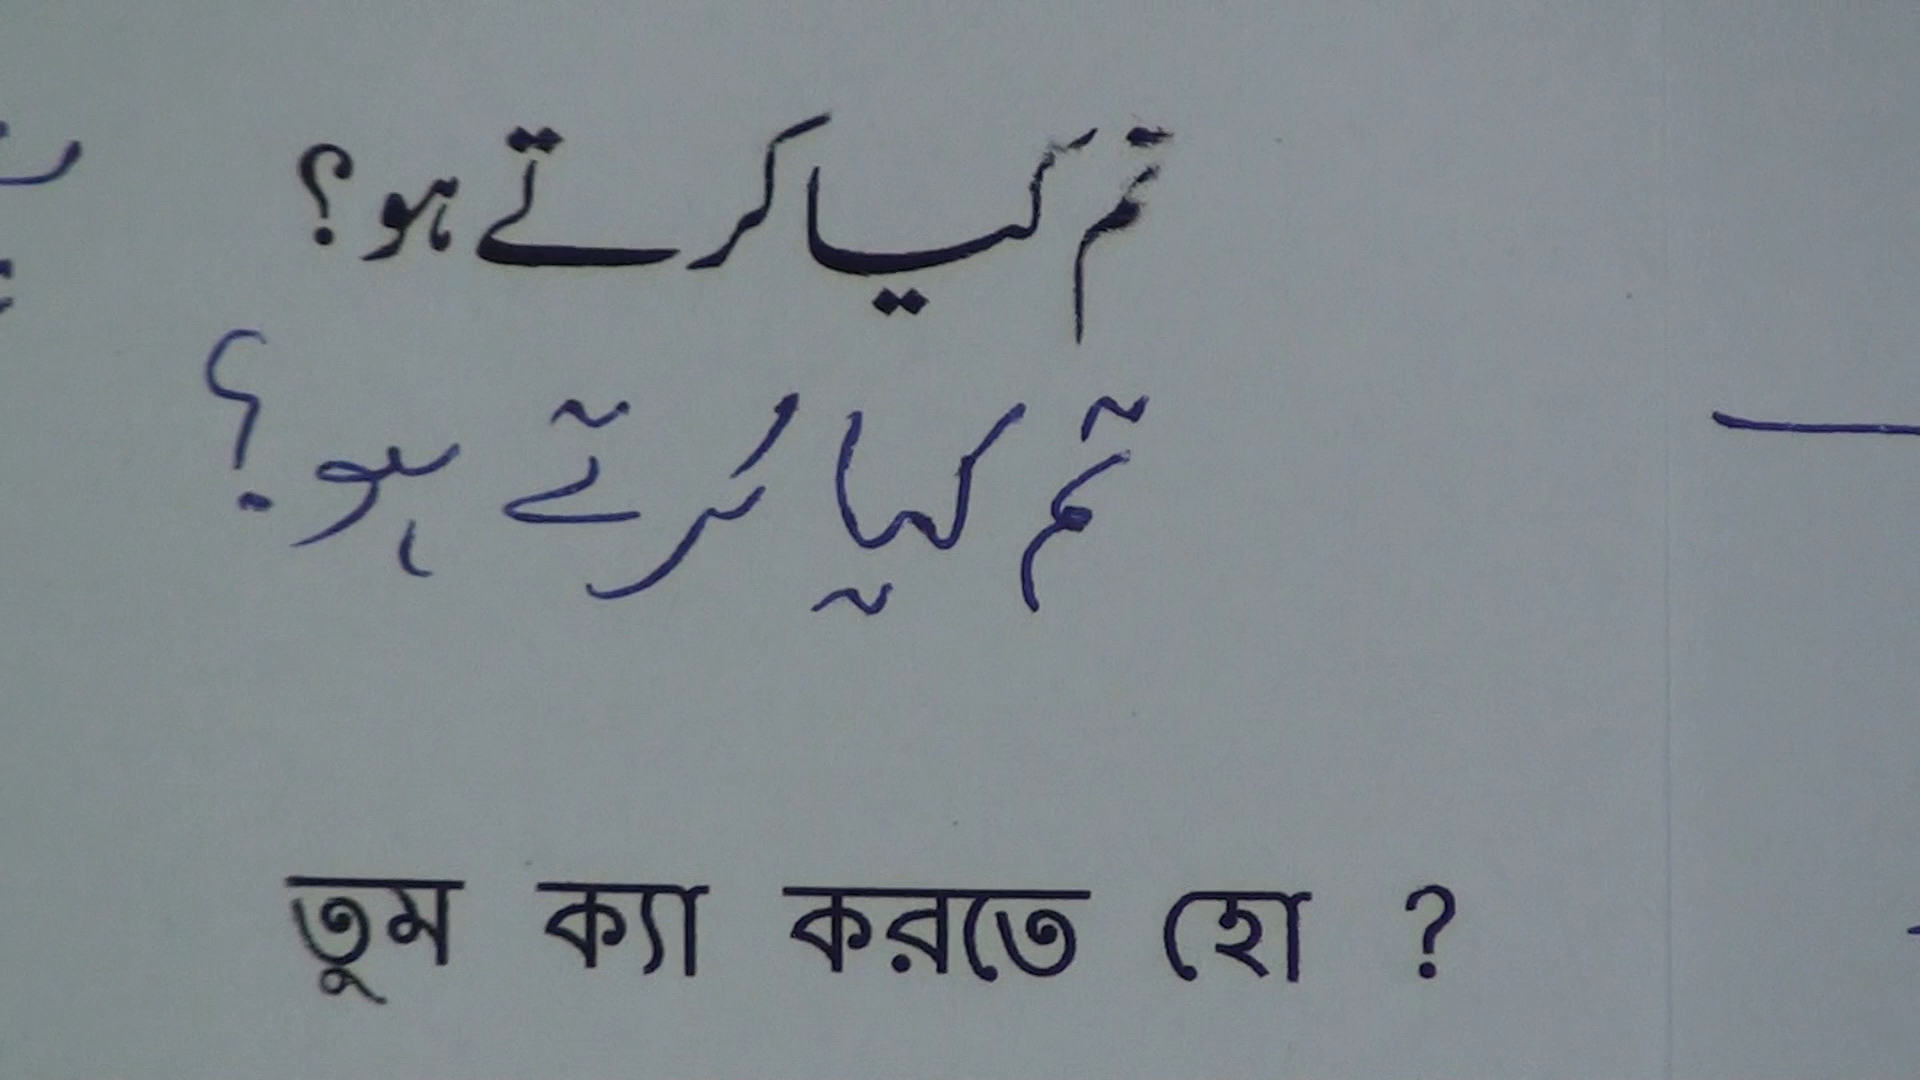 تم کیا کرتے ہو؟
تم کیا کرتے ہو؟
তুম ক্যা করতে হো ?